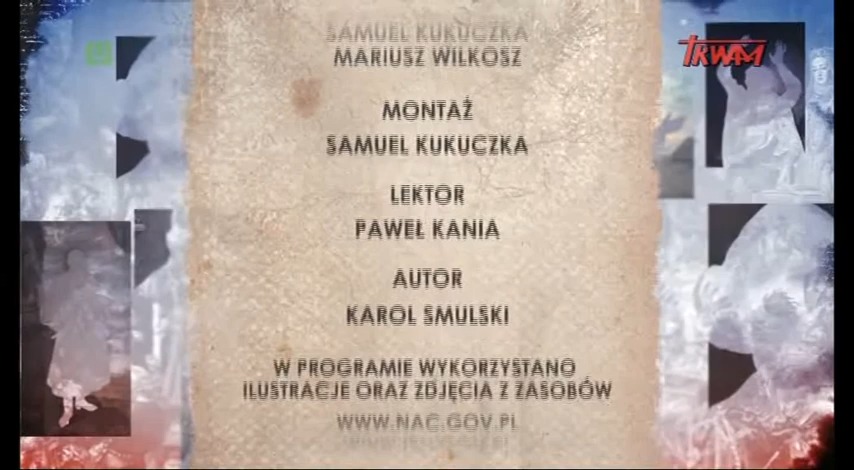 SAMUEL KUKUCZKA
MARIUSZ WILKOSZ
TRWAM
MONTAŻ
SAMUEL KUKUCZKA
LEKTOR
PAWEŁ KANIA
AUTOR
KAROL SMULSKI
W PROGRAMIE WYKORZYSTANO
ILUSTRACJE ORAZ ZDJĘCIA Z ZASOBÓW
WWW.NAC.GOV.PL